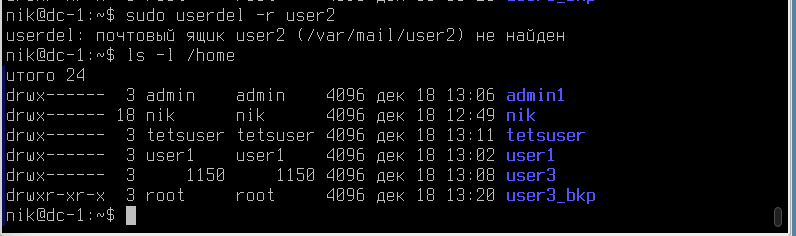 user3_bkp
nik@dc-1:~$ sudo userdel -r user2
userdel: почтовый ящик user2 (/var/mail/user2) не найден
nik@dc-1:~$ ls -l /home
итого 24
drwx------  3 admin    admin    4096 дек 18 13:06 admin1
drwx------ 18 nik      nik      4096 дек 18 12:49 nik
drwx------  3 tetsuser tetsuser 4096 дек 18 13:11 tetsuser
drwx------  3 user1    user1    4096 дек 18 13:02 user1
drwx------  3     1150     1150 4096 дек 18 13:08 user3
drwxr-xr-x  3 root     root     4096 дек 18 13:20 user3_bkp
nik@dc-1:~$